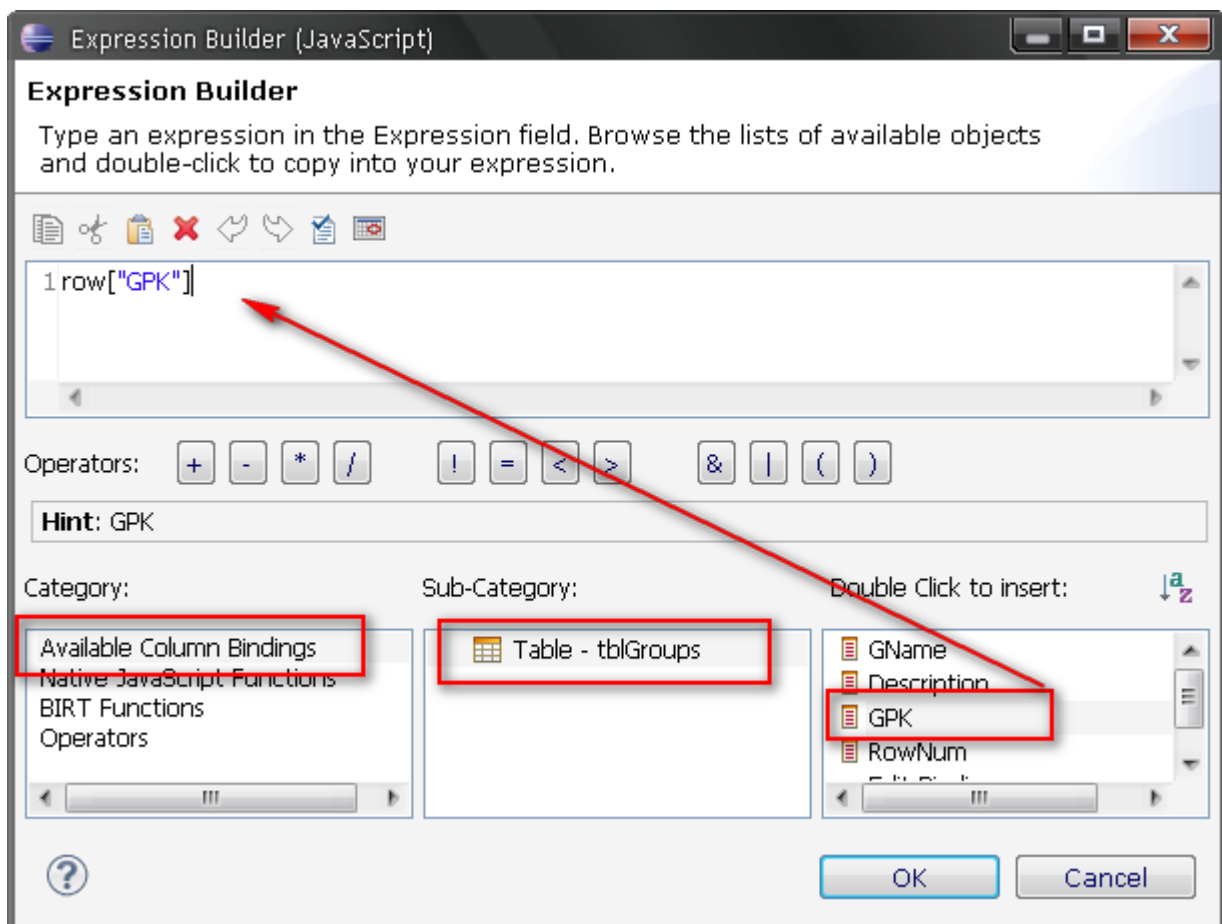 Expression Builder (JavaScript)
Expression Builder
Type an expression in the Expression field. Browse the lists of available objects
and double-click to copy into your expression.
1 row["GPK"]
Operators: + - * / ! = < > & | ( )
Hint: GPK
Category: Sub-Category: Double Click to insert:
Available Column Bindings
Native JavaScript Functions
BIRT Functions
Operators
Table - tblGroups
GName
Description
GPK
RowNum
OK Cancel